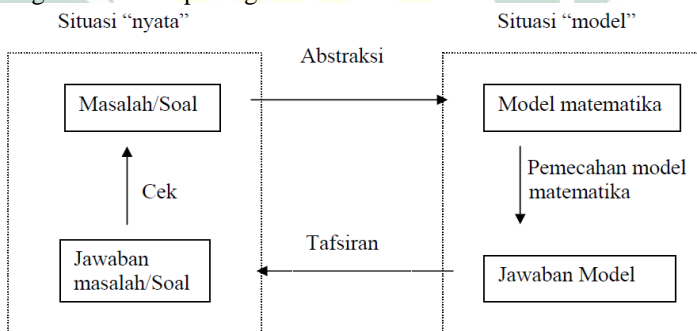 Situasi “nyata”
Situasi “model”
Abstraksi
Masalah/Soal
Model matematika
Cek
Pemecahan model
matematika
Tafsiran
Jawaban
masalah/Soal
Jawaban Model